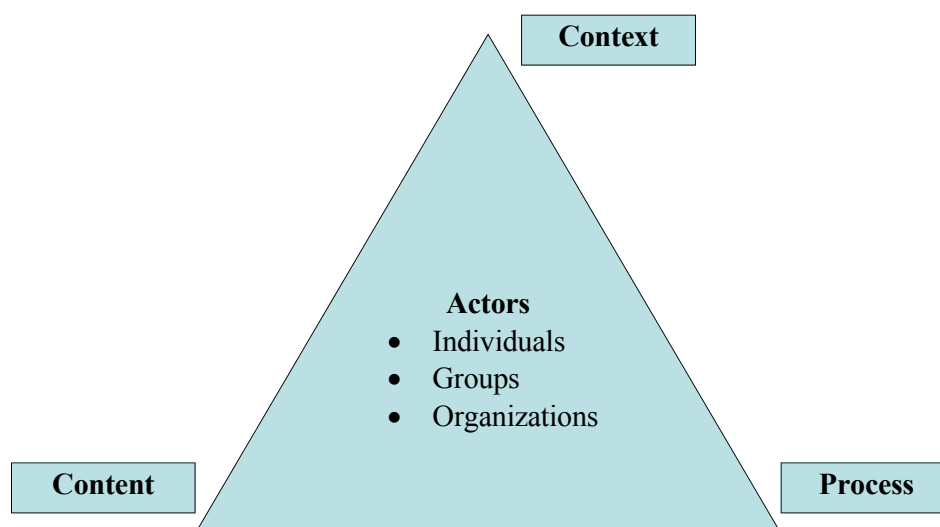 Context
Actors
• Individuals
• Groups
• Organizations
Content
Process